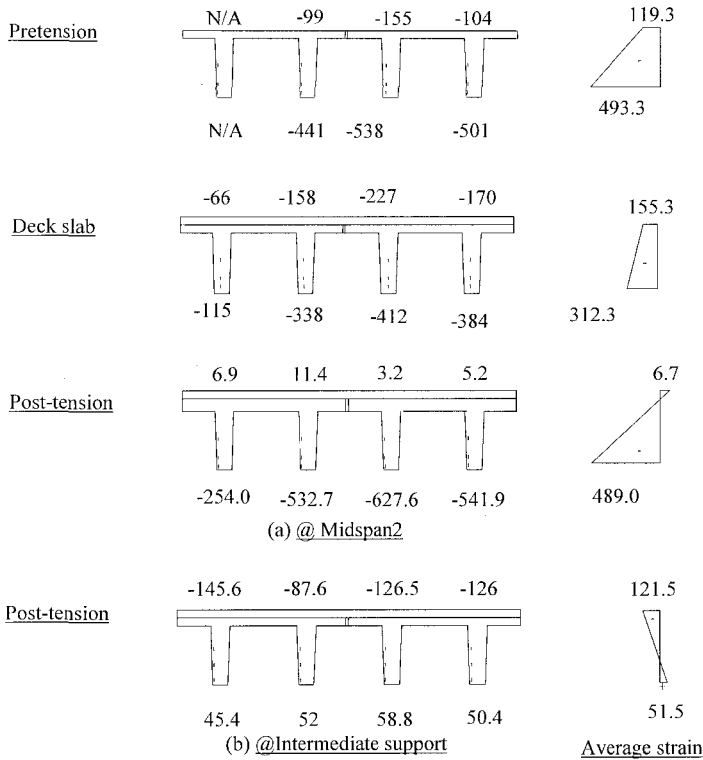 N/A -99 -155 -104 119.3
Pretension
N/A -441 -538 -501 493.3
-66 -158 -227 -170 155.3
Deck slab
-115 -338 -412 -384 312.3
6.9 11.4 3.2 5.2 6.7
Post-tension
-254.0 -532.7 -627.6 -541.9 489.0
(a) @ Midspan2
-145.6 -87.6 -126.5 -126 121.5
Post-tension
45.4 52 58.8 50.4 51.5
(b) @Intermediate support Average strain